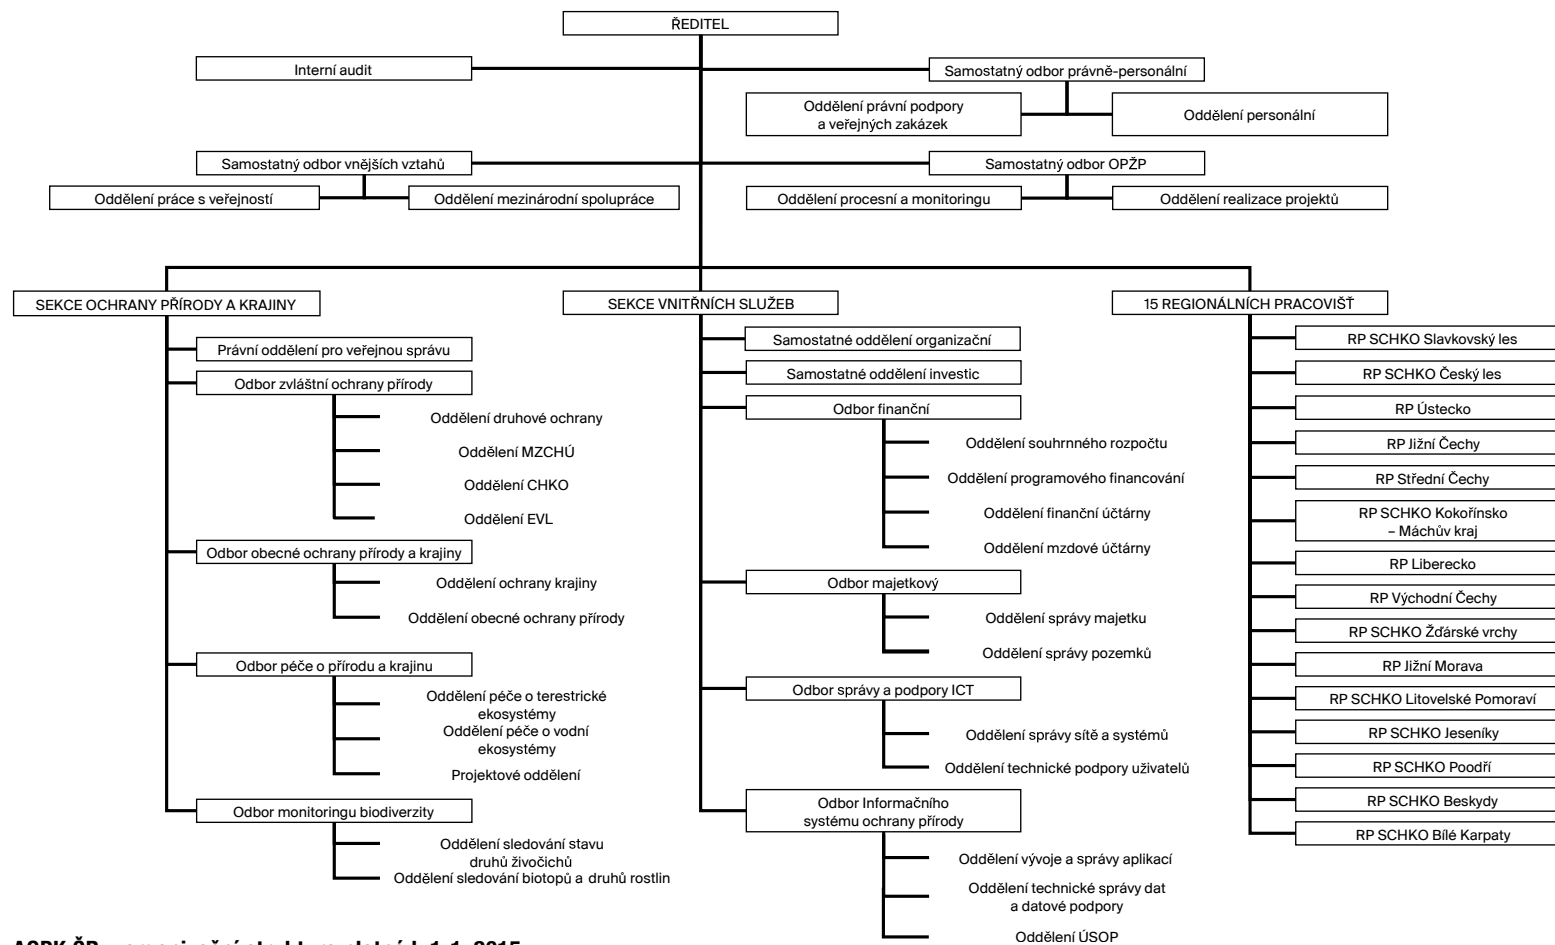 ŘEDITEL
Interní audit
Samostatný odbor právně-personální
Oddělení právní podpory
a veřejných zakázek
Oddělení personální
Samostatný odbor vnějších vztahů
Samostatný odbor OPŽP
Oddělení práce s veřejností
Oddělení mezinárodní spolupráce
Oddělení procesní a monitoringu
Oddělení realizace projektů
SEKCE OCHRANY PŘÍRODY A KRAJINY
Právní oddělení pro veřejnou správu
Odbor zvláštní ochrany přírody
Oddělení druhové ochrany
Oddělení MZCHÚ
Oddělení CHKO
Oddělení EVL
Odbor obecné ochrany přírody a krajiny
Oddělení ochrany krajiny
Oddělení obecné ochrany přírody
Odbor péče o přírodu a krajinu
Oddělení péče o terestrické
ekosystémy
Oddělení péče o vodní
ekosystémy
Projektové oddělení
Odbor monitoringu biodiverzity
Oddělení sledování stavu
druhů živočichů
Oddělení sledování biotopů a druhů rostlin
SEKCE VNITŘNÍCH SLUŽEB
Samostatné oddělení organizační
Samostatné oddělení investic
Odbor finanční
Oddělení souhrnného rozpočtu
Oddělení programového financování
Oddělení finanční účtárny
Oddělení mzdové účtárny
Odbor majetkový
Oddělení správy majetku
Oddělení správy pozemků
Odbor správy a podpory ICT
Oddělení správy sítě a systémů
Oddělení technické podpory uživatelů
Odbor Informačního
systému ochrany přírody
Oddělení vývoje a správy aplikací
Oddělení technické správy dat
a datové podpory
Oddělení ÚSOP
15 REGIONÁLNÍCH PRACOVIŠŤ
RP SCHKO Slavkovský les
RP SCHKO Český les
RP Ústecko
RP Jižní Čechy
RP Střední Čechy
RP SCHKO Kokořínsko
– Máchův kraj
RP Liberecko
RP Východní Čechy
RP SCHKO Žďárské vrchy
RP Jižní Morava
RP SCHKO Litovelské Pomoraví
RP SCHKO Jeseníky
RP SCHKO Poodří
RP SCHKO Beskydy
RP SCHKO Bílé Karpaty